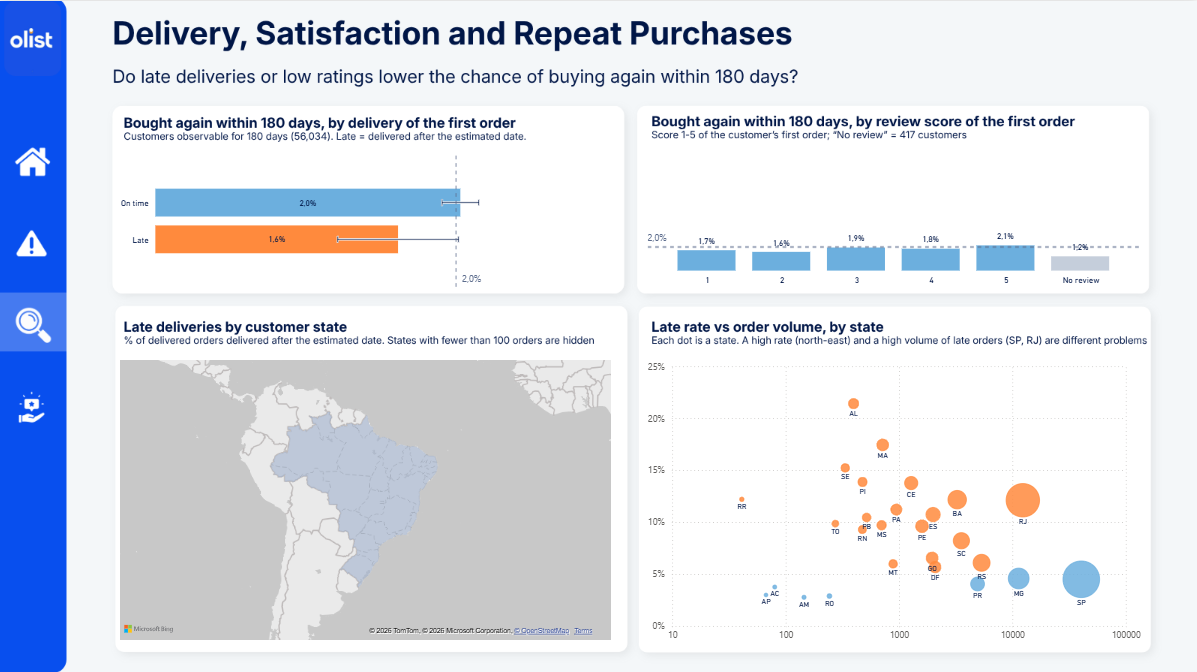 olist
Delivery, Satisfaction and Repeat Purchases
Do late deliveries or low ratings lower the chance of buying again within 180 days?
Bought again within 180 days, by delivery of the first order
Customers observable for 180 days (56,034). Late = delivered after the estimated date.
On time
2,0%
Late
1,6%
2,0%
Bought again within 180 days, by review score of the first order
Score 1-5 of the customer's first order; “No review” = 417 customers
2,0%
1,7%
1,6%
1,9%
1,8%
2,1%
1,2%
1
2
3
4
5
No review
Late deliveries by customer state
% of delivered orders delivered after the estimated date. States with fewer than 100 orders are hidden
Microsoft Bing
© 2026 TomTom, © 2026 Microsoft Corporation, © OpenStreetMap Terms
Late rate vs order volume, by state
Each dot is a state. A high rate (north-east) and a high volume of late orders (SP, RJ) are different problems
25%
20%
15%
10%
5%
0%
AL
MA
SE
PI
CE
RR
BA
RJ
PA
TO
PB
RN
MS
ES
PE
SC
MT
GO
DF
RS
PR
MG
SP
AC
AP
AM
RO
10
100
1000
10000
100000